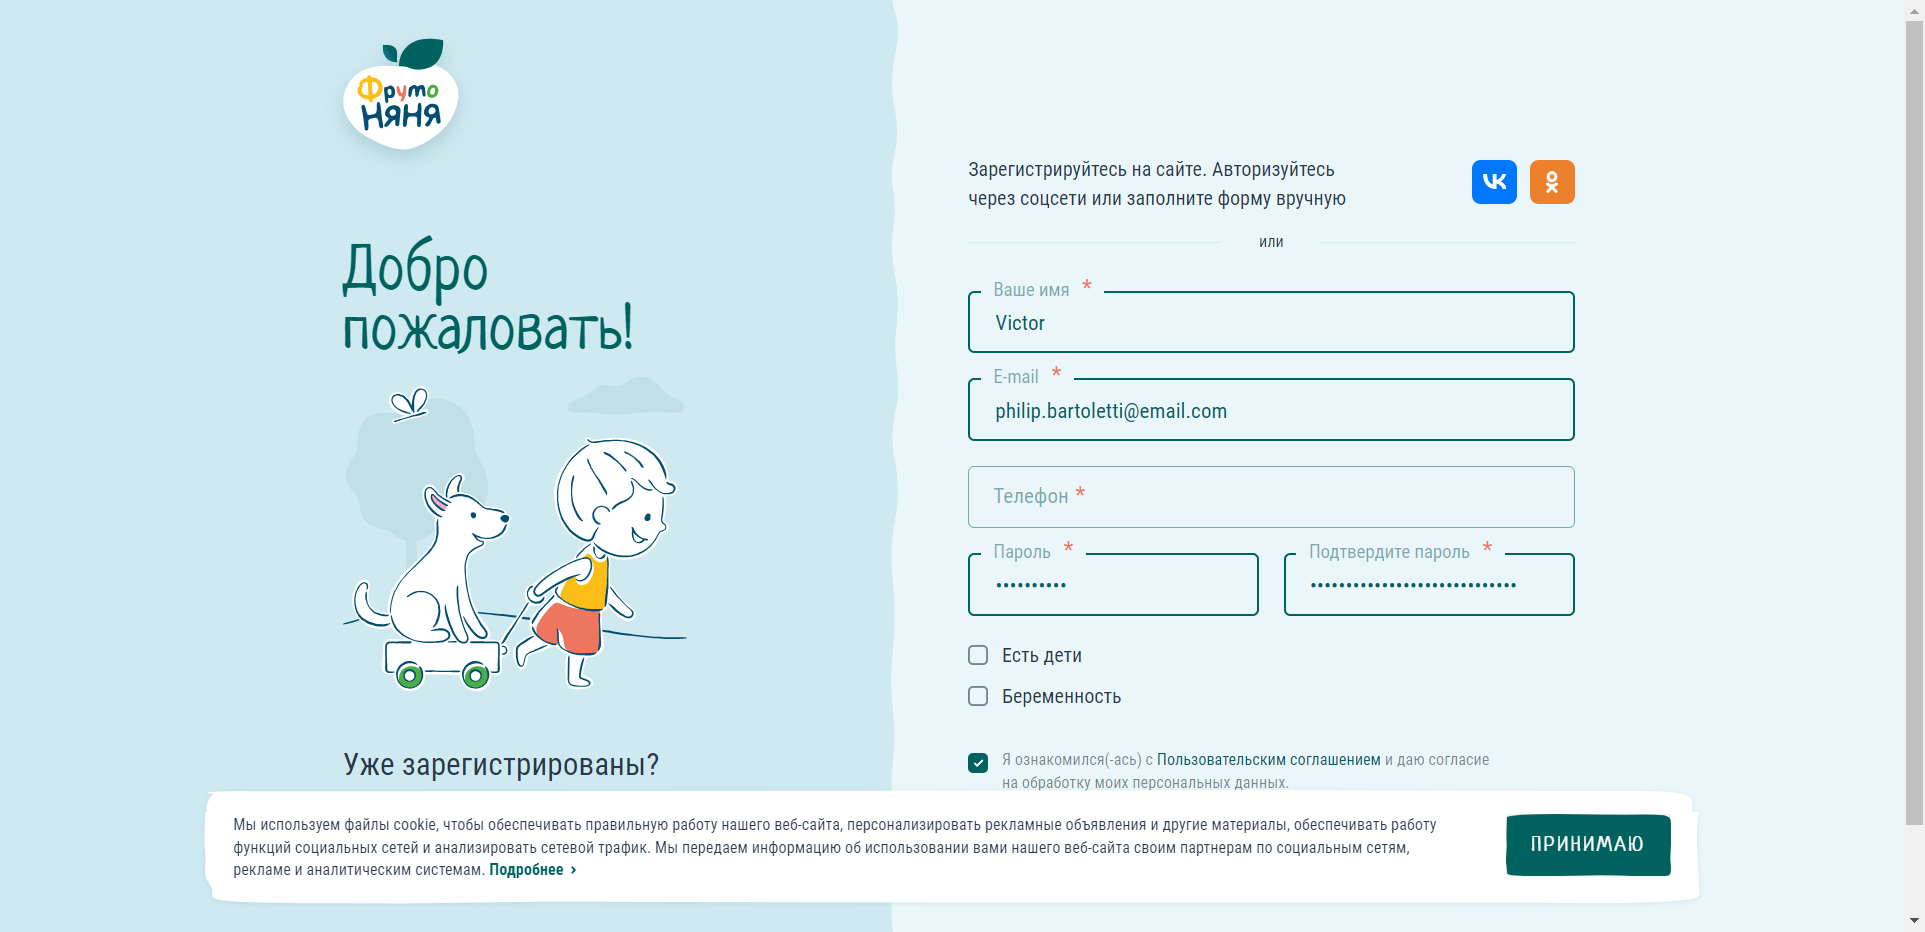 Фруто
Няня
Добро
пожаловать!
Уже зарегистрированы?
Зарегистрируйтесь на сайте. Авторизуйтесь
через соцсети или заполните форму вручную
или
Ваше имя *
Victor
E-mail *
philip.bartoletti@email.com
Телефон *
Пароль *
••••••••••
Подтвердите пароль *
•••••••••••••••••••••••••••••
Есть дети
Беременность
Я ознакомился(-ась) с Пользовательским соглашением и даю согласие
на обработку моих персональных данных.
Мы используем файлы cookie, чтобы обеспечивать правильную работу нашего веб-сайта, персонализировать рекламные объявления и другие материалы, обеспечивать работу
функций социальных сетей и анализировать сетевой трафик. Мы передаем информацию об использовании вами нашего веб-сайта своим партнерам по социальным сетям,
рекламе и аналитическим системам. Подробнее ›
ПРИНИМАЮ